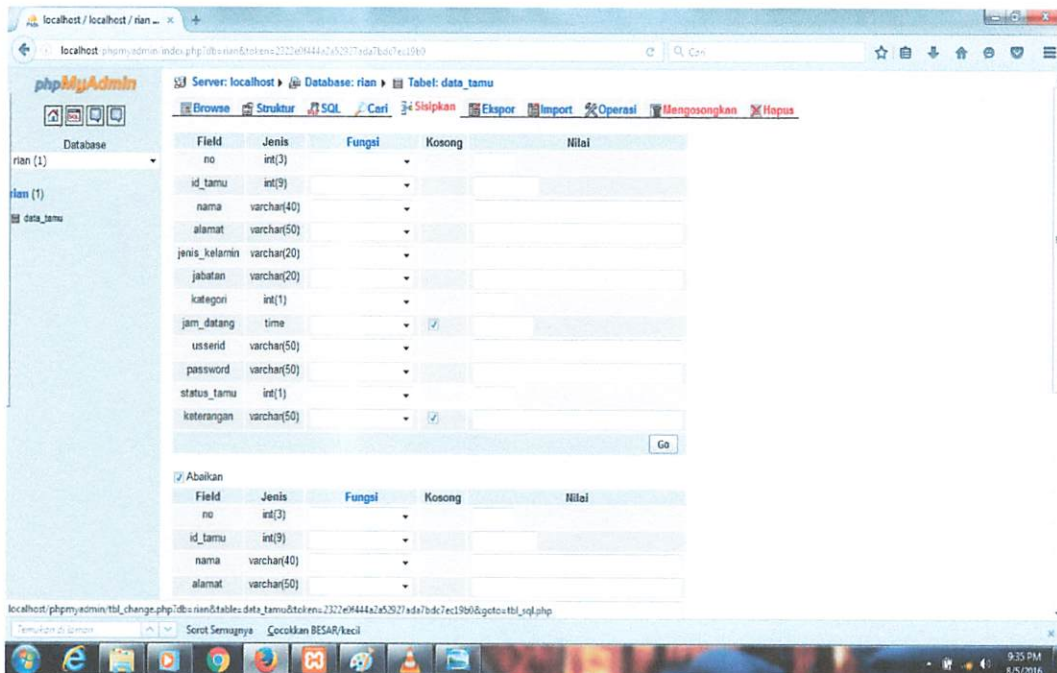 localhost / localhost / rian ...
localhost/phpmyadmin/index.php?db=rian&token=2322e9f444a2a52927ada7bdc7ec19b0
Cari
phpMyAdmin
Database
rian (1)
rian (1)
data_tamu
Server: localhost ▸ Database: rian ▸ Tabel: data_tamu
Browse Struktur SQL Cari Sisipkan Ekspor Import Operasi Mengosongkan Hapus
Field Jenis Fungsi Kosong Nilai
no int(3)
id_tamu int(9)
nama varchar(40)
alamat varchar(50)
jenis_kelamin varchar(20)
jabatan varchar(20)
kategori int(1)
jam_datang time
usserid varchar(50)
password varchar(50)
status_tamu int(1)
keterangan varchar(50)
Go
Abaikan
Field Jenis Fungsi Kosong Nilai
no int(3)
id_tamu int(9)
nama varchar(40)
alamat varchar(50)
localhost/phpmyadmin/tbl_change.php?db=rian&table=data_tamu&token=2322e9f444a2a52927ada7bdc7ec19b0&goto=tbl_sql.php
Temukan di laman Sorot Semuanya Cocokkan BESAR/kecil
9:35 PM
8/5/2016